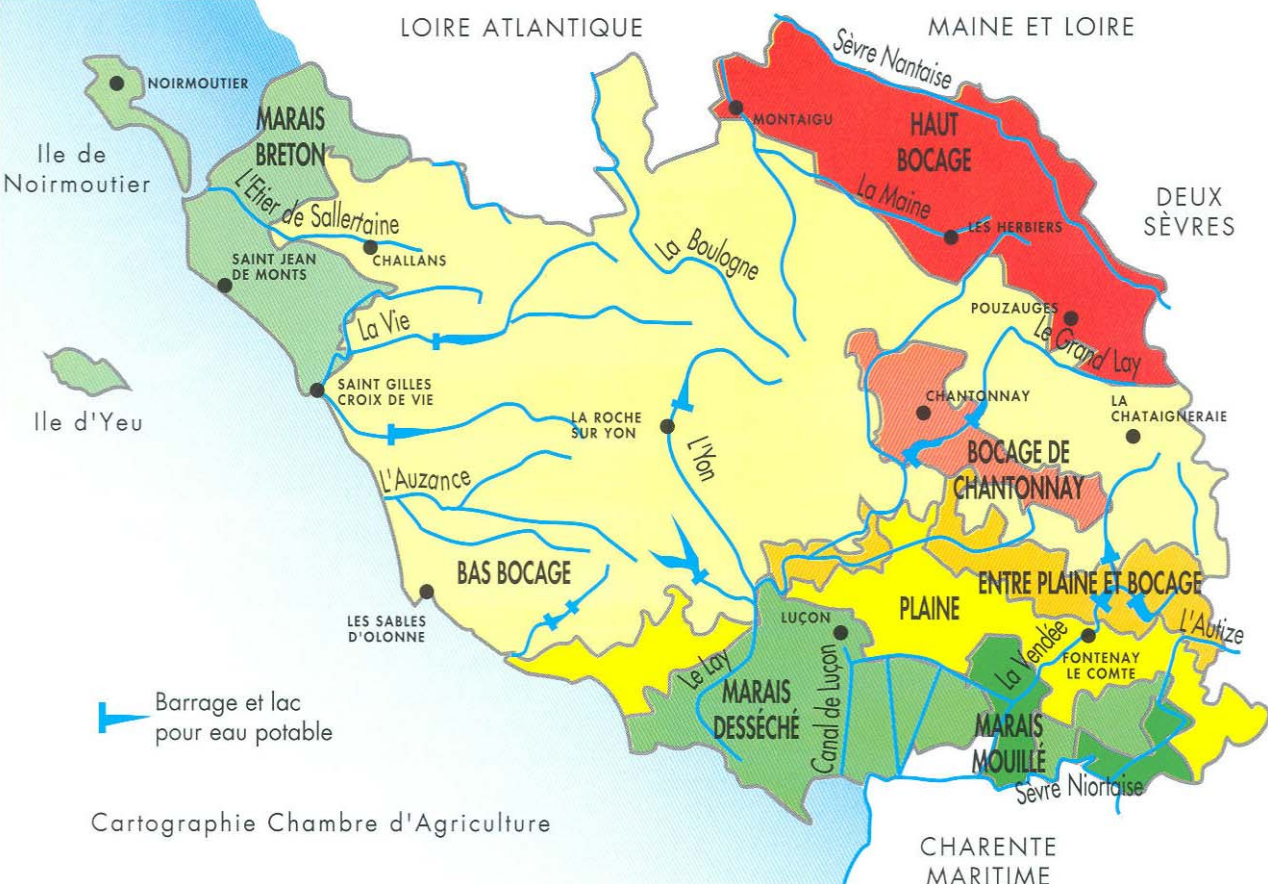 LOIRE ATLANTIQUE
MAINE ET LOIRE
Sèvre Nantaise
NOIRMOUTIER
MARAIS
BRETON
MONTAIGU
HAUT
BOCAGE
Ile de
Noirmoutier
L'Etier de Sallertaine
La Maine
DEUX
SÈVRES
LES HERBIERS
CHALLANS
SAINT JEAN
DE MONTS
La Boulogne
POUZAUGES
La Vie
Le Grand Lay
Ile d'Yeu
SAINT GILLES
CROIX DE VIE
CHANTONNAY
LA
CHATAIGNERAIE
LA ROCHE
SUR YON
L'Yon
BOCAGE DE
CHANTONNAY
L'Auzance
BAS BOCAGE
ENTRE PLAINE ET BOCAGE
PLAINE
LES SABLES
D'OLONNE
LUÇON
L'Autize
La Vendée
FONTENAY
LE COMTE
Le Lay
MARAIS
DESSÉCHÉ
Canal de Luçon
MARAIS
MOUILLÉ
Sèvre Niortaise
Barrage et lac
pour eau potable
Cartographie Chambre d'Agriculture
CHARENTE
MARITIME